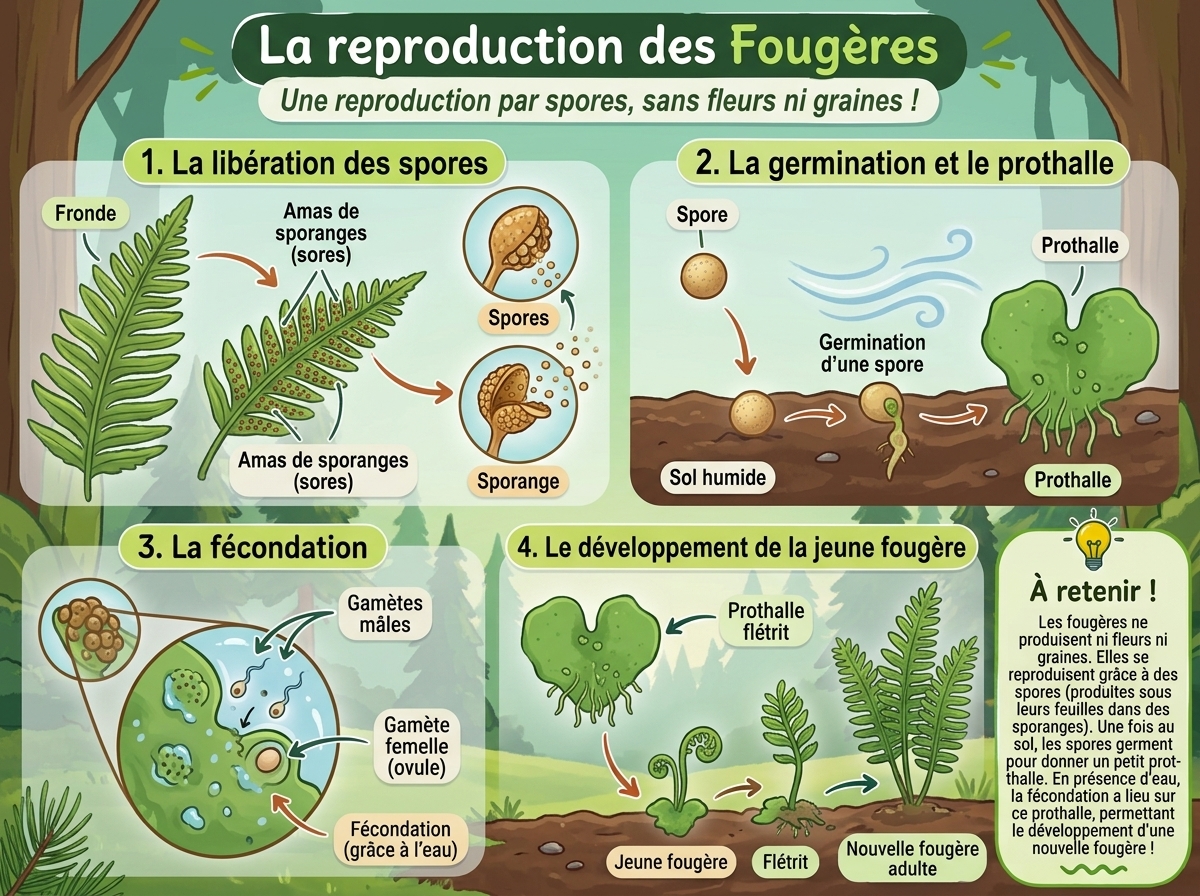 La reproduction des Fougères
Une reproduction par spores, sans fleurs ni graines !
1. La libération des spores
Fronde
Amas de
sporanges
(sores)
Spores
Amas de sporanges
(sores)
Sporange
2. La germination et le prothalle
Spore
Prothalle
Germination
d'une spore
Sol humide
Prothalle
3. La fécondation
Gamètes
mâles
Gamète
femelle
(ovule)
Fécondation
(grâce à l'eau)
4. Le développement de la jeune fougère
Prothalle
flétrit
Jeune fougère
Flétrit
Nouvelle fougère
adulte
À retenir !
Les fougères ne
produisent ni fleurs ni
graines. Elles se
reproduisent grâce à des
spores (produites sous
leurs feuilles dans des
sporanges). Une fois au
sol, les spores germent
pour donner un petit prot-
thalle. En présence d'eau,
la fécondation a lieu sur
ce prothalle, permettant
le développement d'une
nouvelle fougère !